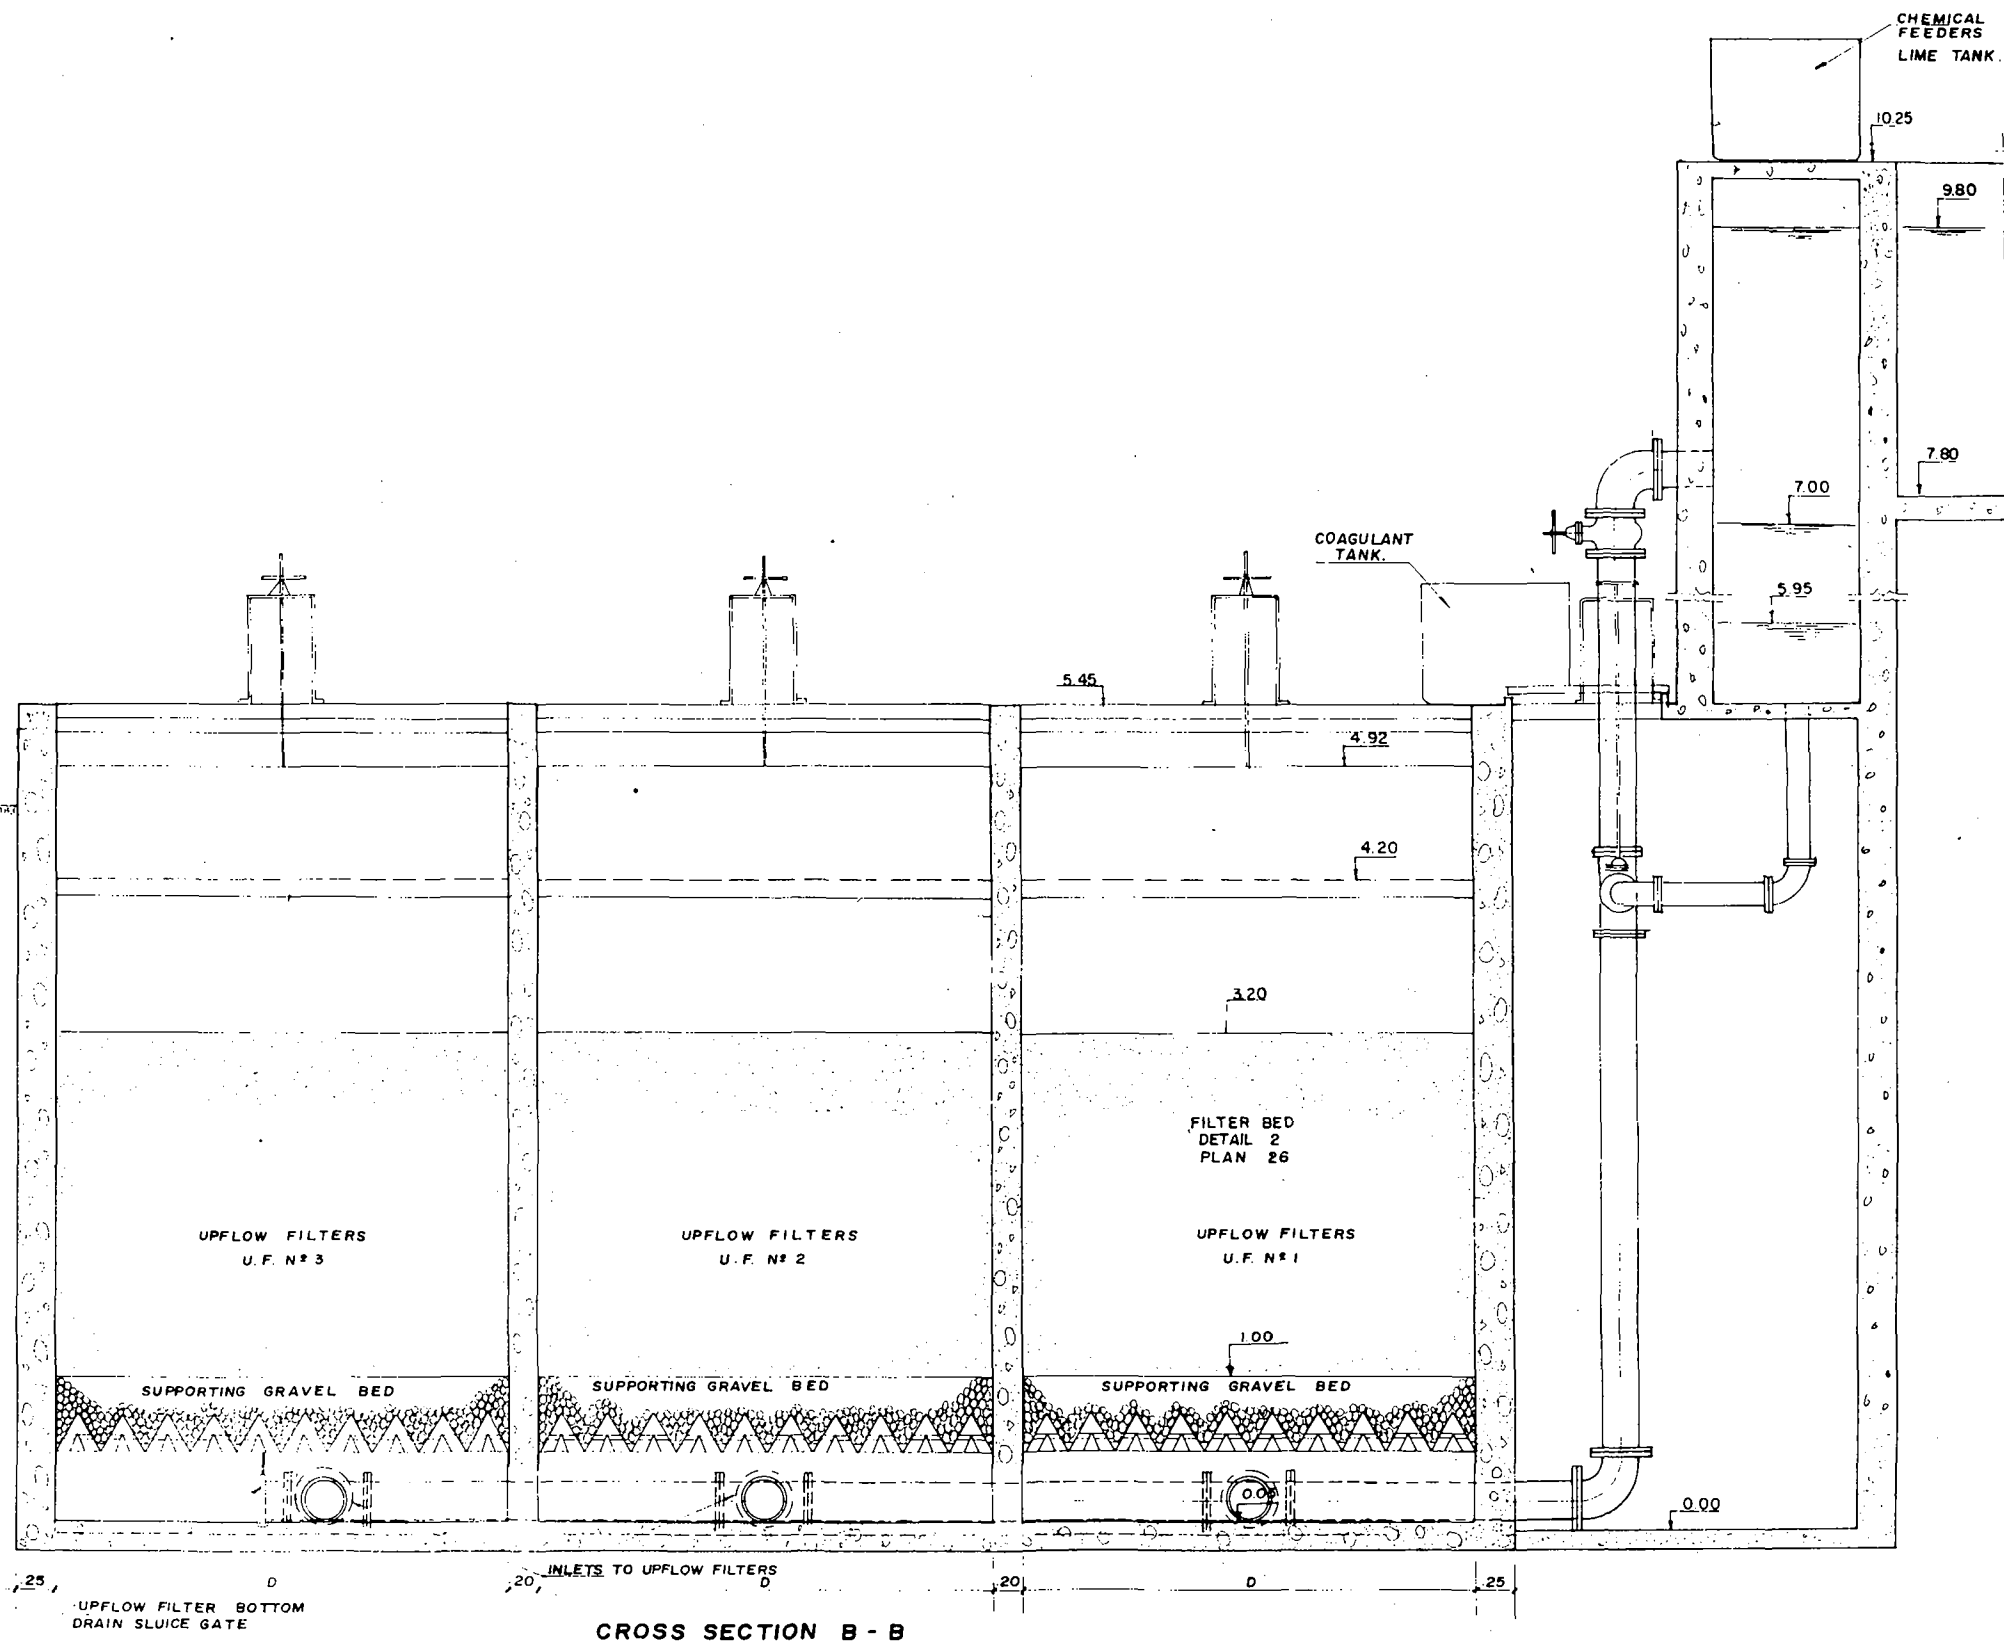 CHEMICAL
FEEDERS
LIME TANK.
10.25
9.80
7.80
7.00
COAGULANT
TANK.
5.95
5.45
4.92
4.20
3.20
FILTER BED
DETAIL 2
PLAN 26
UPFLOW FILTERS
U.F. Nº 3
UPFLOW FILTERS
U.F. Nº 2
UPFLOW FILTERS
U.F. Nº 1
1.00
SUPPORTING GRAVEL BED
SUPPORTING GRAVEL BED
SUPPORTING GRAVEL BED
0.00
INLETS TO UPFLOW FILTERS
.25 D .20 D .20 D .25
UPFLOW FILTER BOTTOM
DRAIN SLUICE GATE
CROSS SECTION B - B